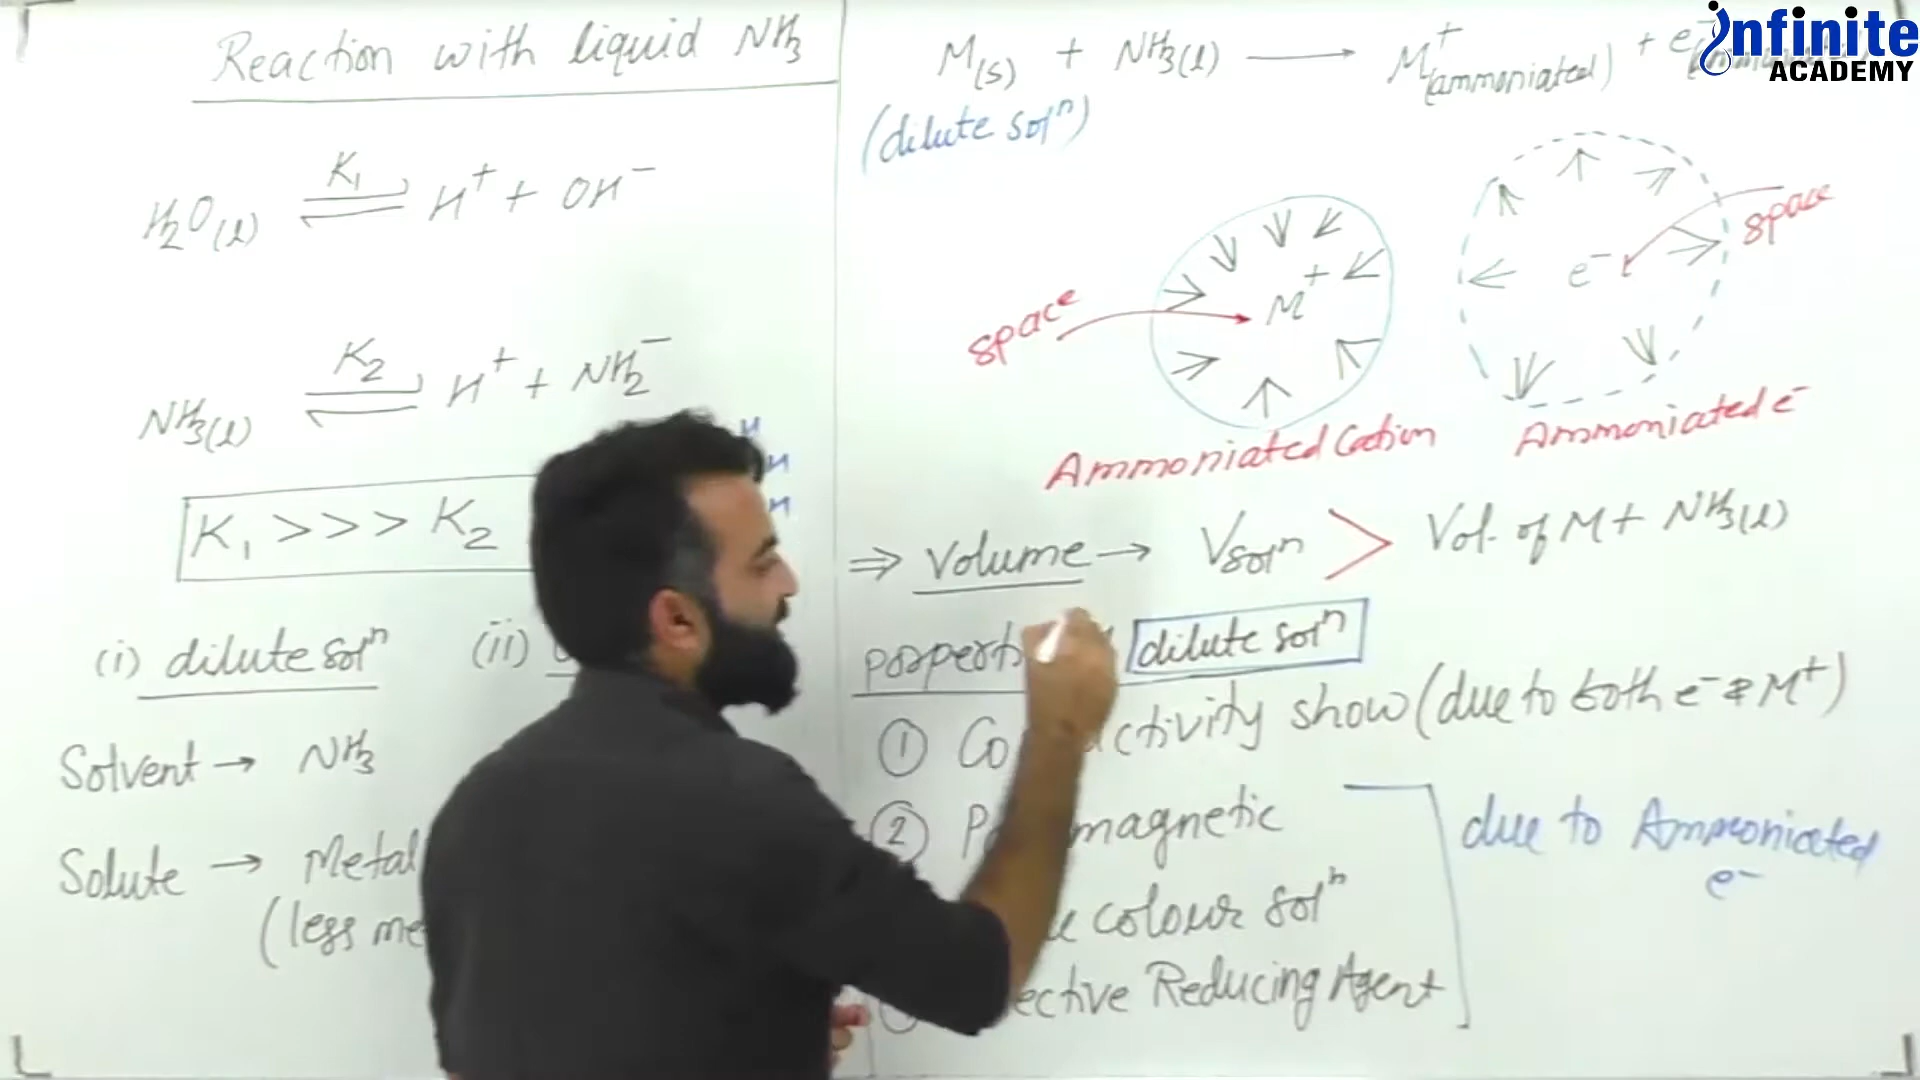 Reaction with liquid NH3
H2O(l) K1 H+ + OH-
NH3(l) K2 H+ + NH2-
H
H
H
K1 >>> K2
(i) dilute solⁿ (ii)
Solvent → NH3
Solute → Metal
(less me
infinite
ACADEMY
M(s) + NH3(l) → M+(ammoniated) + e-
(dilute solⁿ)
space
M+
e-
space
Ammoniated Cation
Ammoniated e-
⇒ Volume → Vsolⁿ > Vol. of M + NH3(l)
porperti dilute solⁿ
① Co ctivity show (due to both e- & M+)
② P magnetic
colour solⁿ
ective Reducing Agent
due to Ammoniated
e-